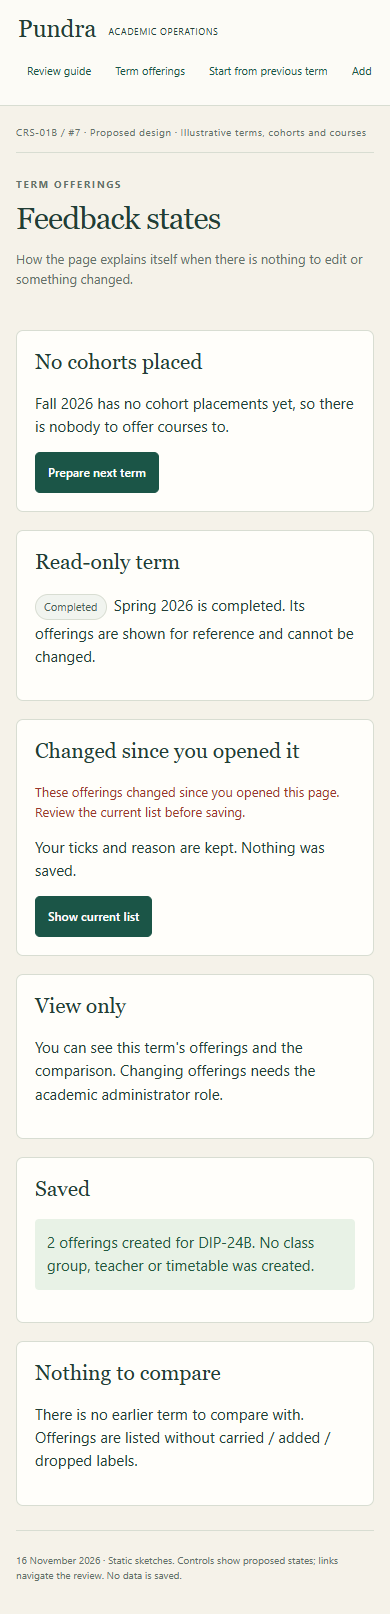 Pundra ACADEMIC OPERATIONS
Review guide Term offerings Start from previous term Add
CRS-01B / #7 · Proposed design · Illustrative terms, cohorts and courses
TERM OFFERINGS
Feedback states
How the page explains itself when there is nothing to edit or
something changed.
No cohorts placed
Fall 2026 has no cohort placements yet, so there
is nobody to offer courses to.
Prepare next term
Read-only term
Completed Spring 2026 is completed. Its
offerings are shown for reference and cannot be
changed.
Changed since you opened it
These offerings changed since you opened this page.
Review the current list before saving.
Your ticks and reason are kept. Nothing was
saved.
Show current list
View only
You can see this term's offerings and the
comparison. Changing offerings needs the
academic administrator role.
Saved
2 offerings created for DIP-24B. No class
group, teacher or timetable was created.
Nothing to compare
There is no earlier term to compare with.
Offerings are listed without carried / added /
dropped labels.
16 November 2026 · Static sketches. Controls show proposed states; links
navigate the review. No data is saved.